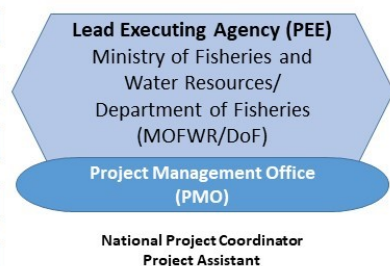 Lead Executing Agency (PEE)
Ministry of Fisheries and
Water Resources/
Department of Fisheries
(MOFWR/DoF)
Project Management Office
(PMO)
National Project Coordinator
Project Assistant